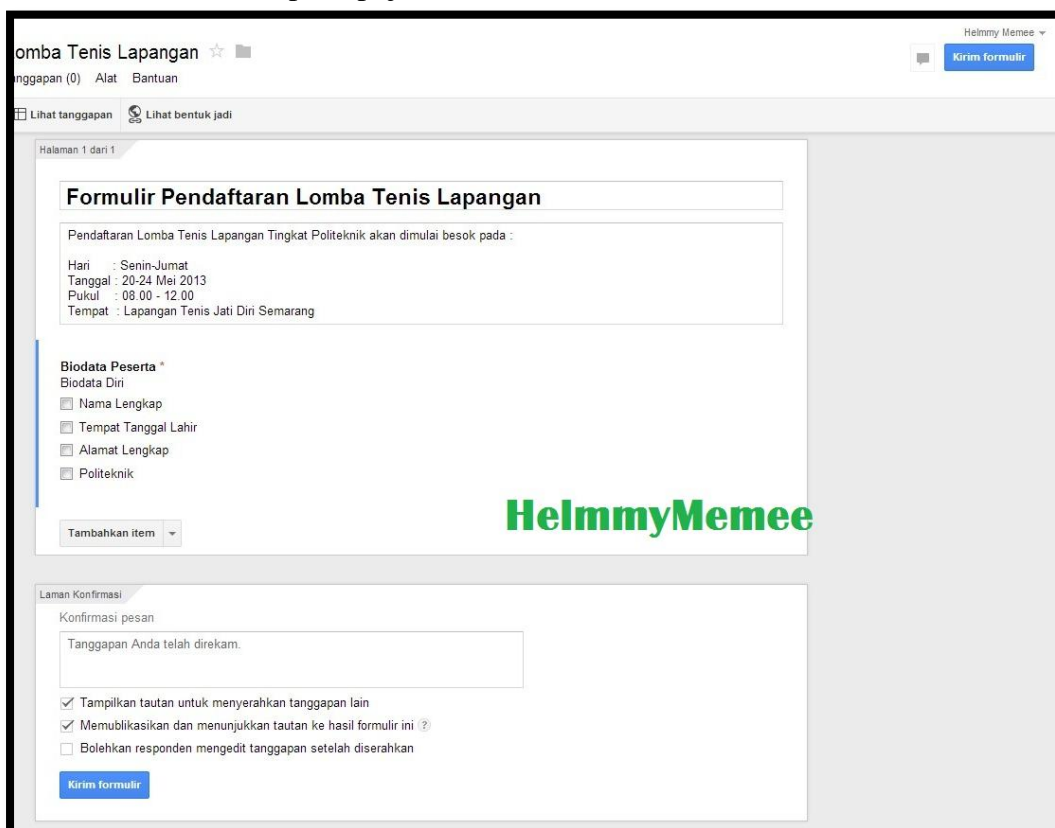 Helmmy Memee
omba Tenis Lapangan
nggapan (0) Alat Bantuan
Kirim formulir
Lihat tanggapan Lihat bentuk jadi
Halaman 1 dari 1
Formulir Pendaftaran Lomba Tenis Lapangan
Pendaftaran Lomba Tenis Lapangan Tingkat Politeknik akan dimulai besok pada :
Hari : Senin-Jumat
Tanggal : 20-24 Mei 2013
Pukul : 08.00 - 12.00
Tempat : Lapangan Tenis Jati Diri Semarang
Biodata Peserta *
Biodata Diri
Nama Lengkap
Tempat Tanggal Lahir
Alamat Lengkap
Politeknik
HelmmyMemee
Tambahkan item
Laman Konfirmasi
Konfirmasi pesan
Tanggapan Anda telah direkam.
Tampilkan tautan untuk menyerahkan tanggapan lain
Memublikasikan dan menunjukkan tautan ke hasil formulir ini ?
Bolehkan responden mengedit tanggapan setelah diserahkan
Kirim formulir